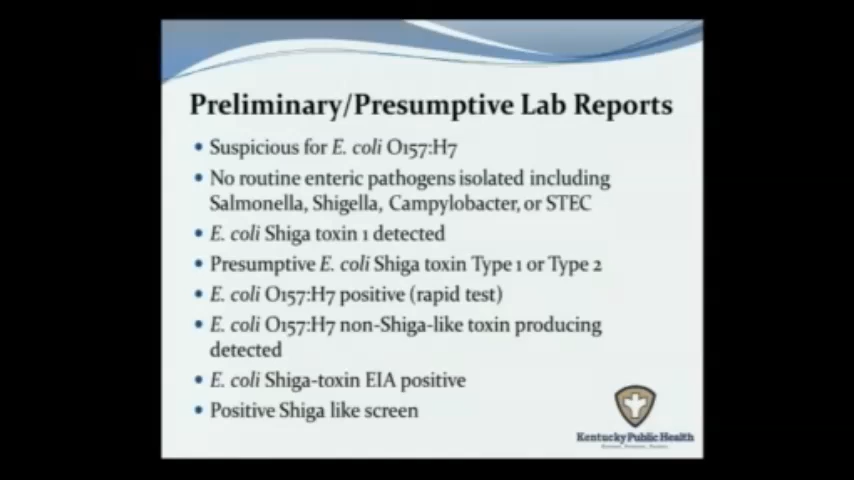 Preliminary/Presumptive Lab Reports
• Suspicious for E. coli O157:H7
• No routine enteric pathogens isolated including
Salmonella, Shigella, Campylobacter, or STEC
• E. coli Shiga toxin 1 detected
• Presumptive E. coli Shiga toxin Type 1 or Type 2
• E. coli O157:H7 positive (rapid test)
• E. coli O157:H7 non-Shiga-like toxin producing
detected
• E. coli Shiga-toxin EIA positive
• Positive Shiga like screen
Kentucky Public Health